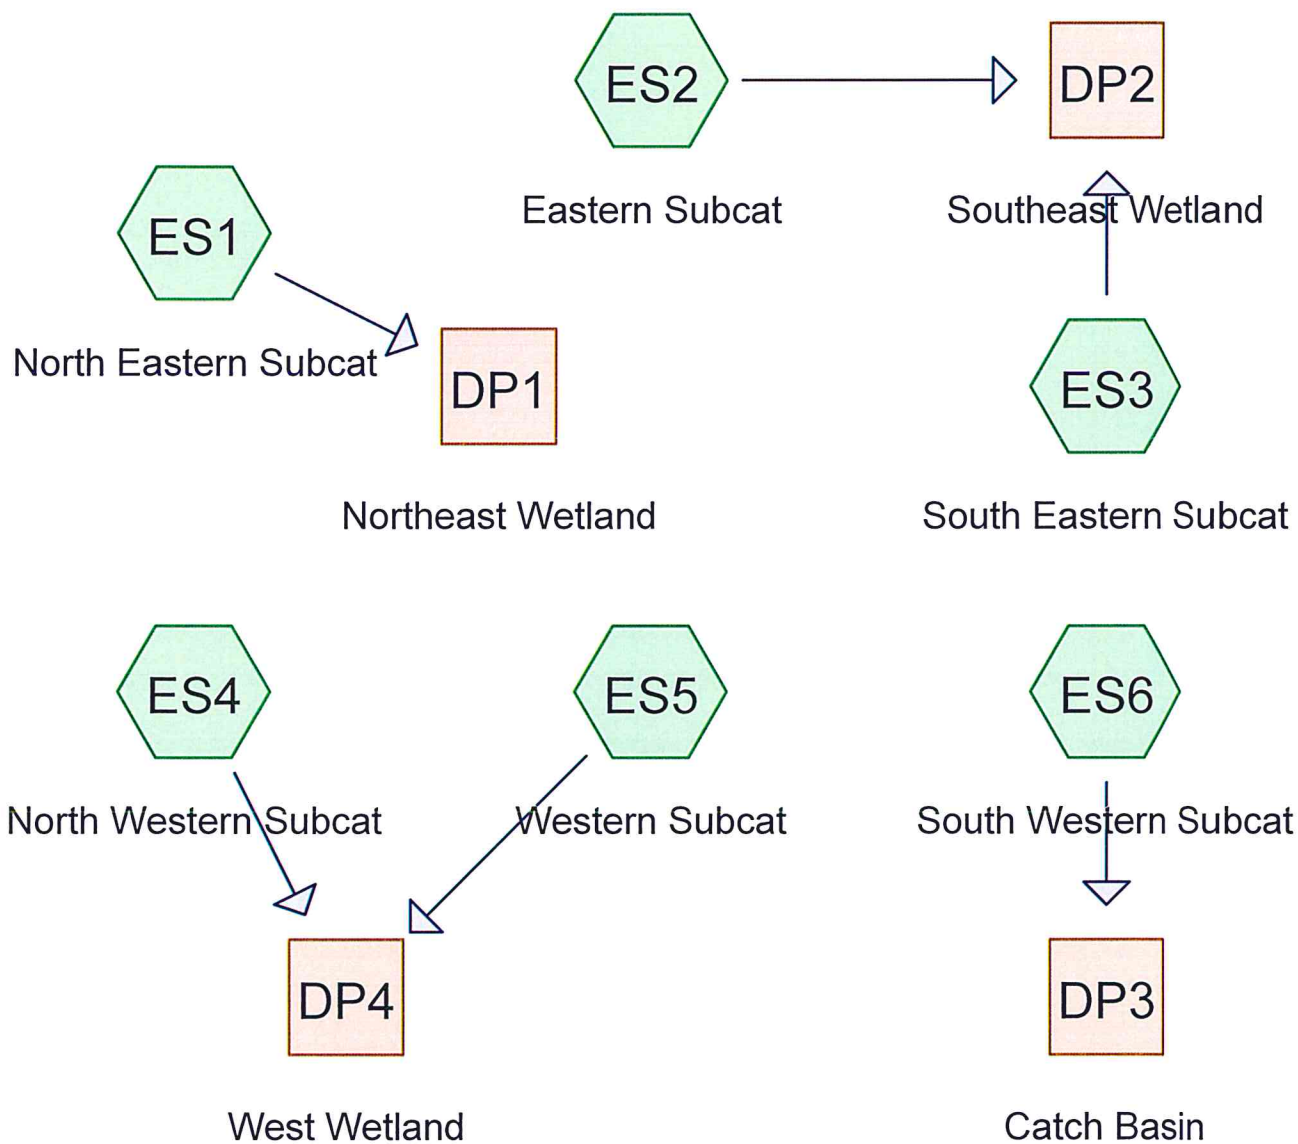 ES2
DP2
Eastern Subcat
Southeast Wetland
ES1
North Eastern Subcat
DP1
Northeast Wetland
ES3
South Eastern Subcat
ES4
North Western Subcat
ES5
Western Subcat
ES6
South Western Subcat
DP4
West Wetland
DP3
Catch Basin